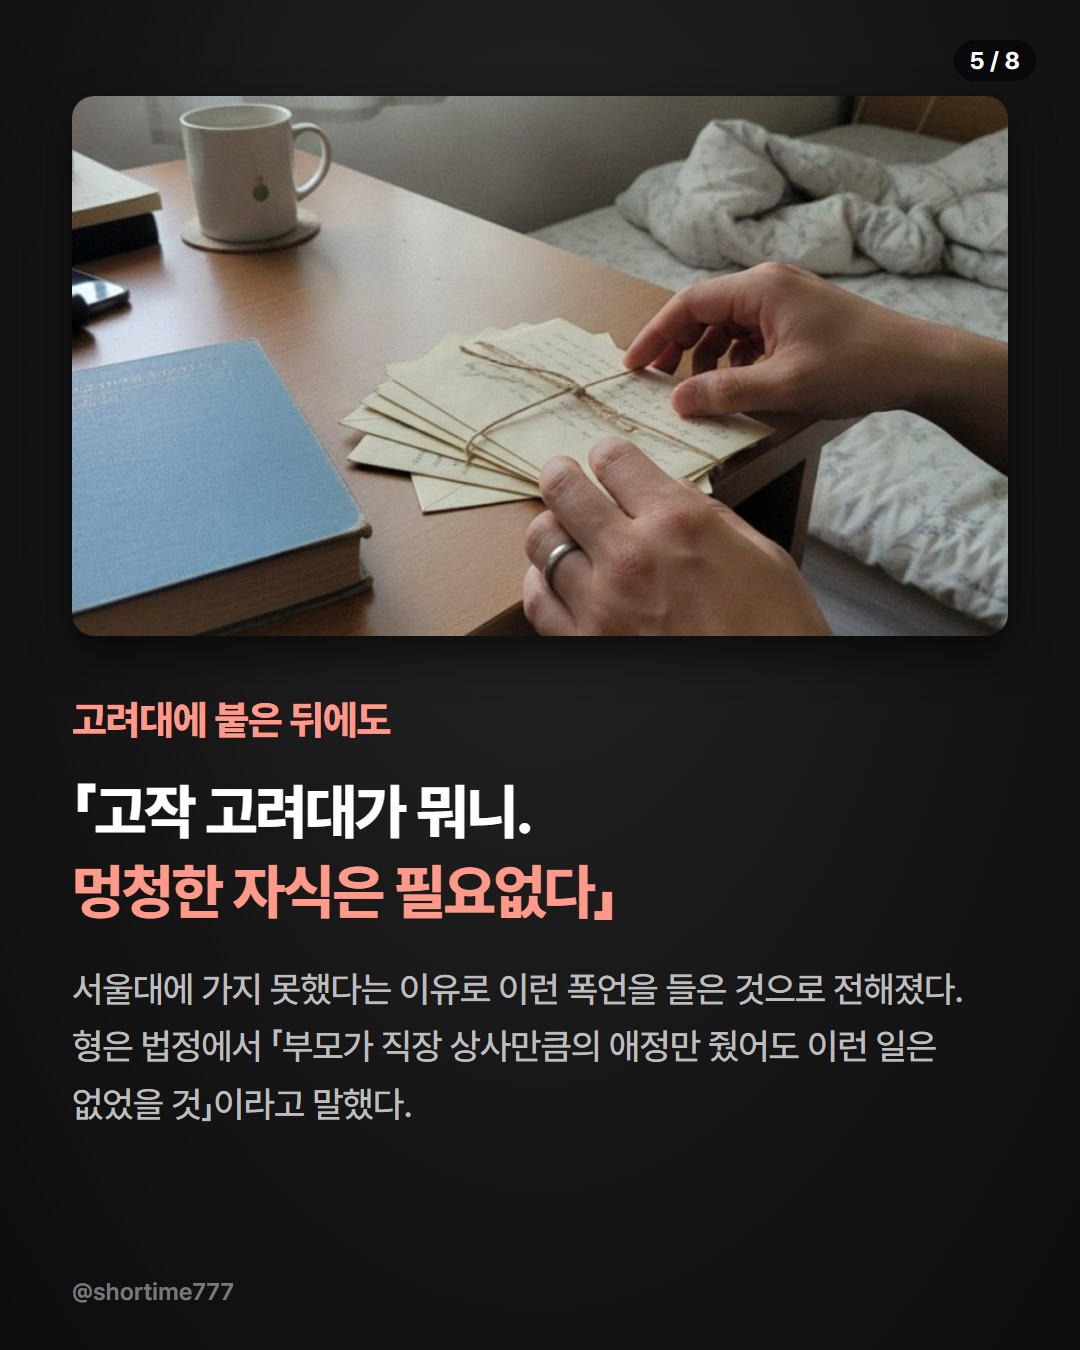 5 / 8
고려대에 붙은 뒤에도
「고작 고려대가 뭐니.
멍청한 자식은 필요없다」
서울대에 가지 못했다는 이유로 이런 폭언을 들은 것으로 전해졌다.
형은 법정에서 「부모가 직장 상사만큼의 애정만 줬어도 이런 일은
없었을 것」이라고 말했다.
@shortime777